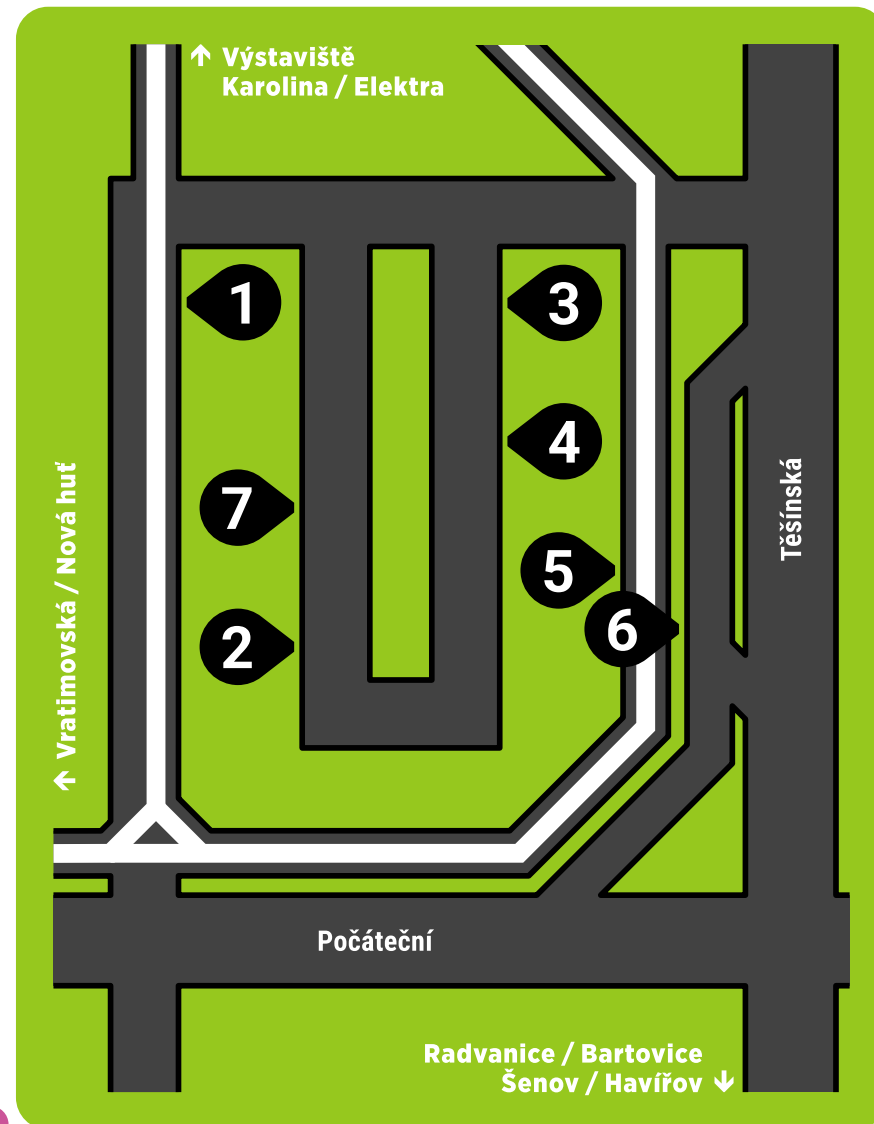 ↑ Výstaviště
Karolina / Elektra
1
3
4
7
5
6
2
↑ Vratimovská / Nová huť
Těšínská
Počáteční
Radvanice / Bartovice
Šenov / Havířov ↓